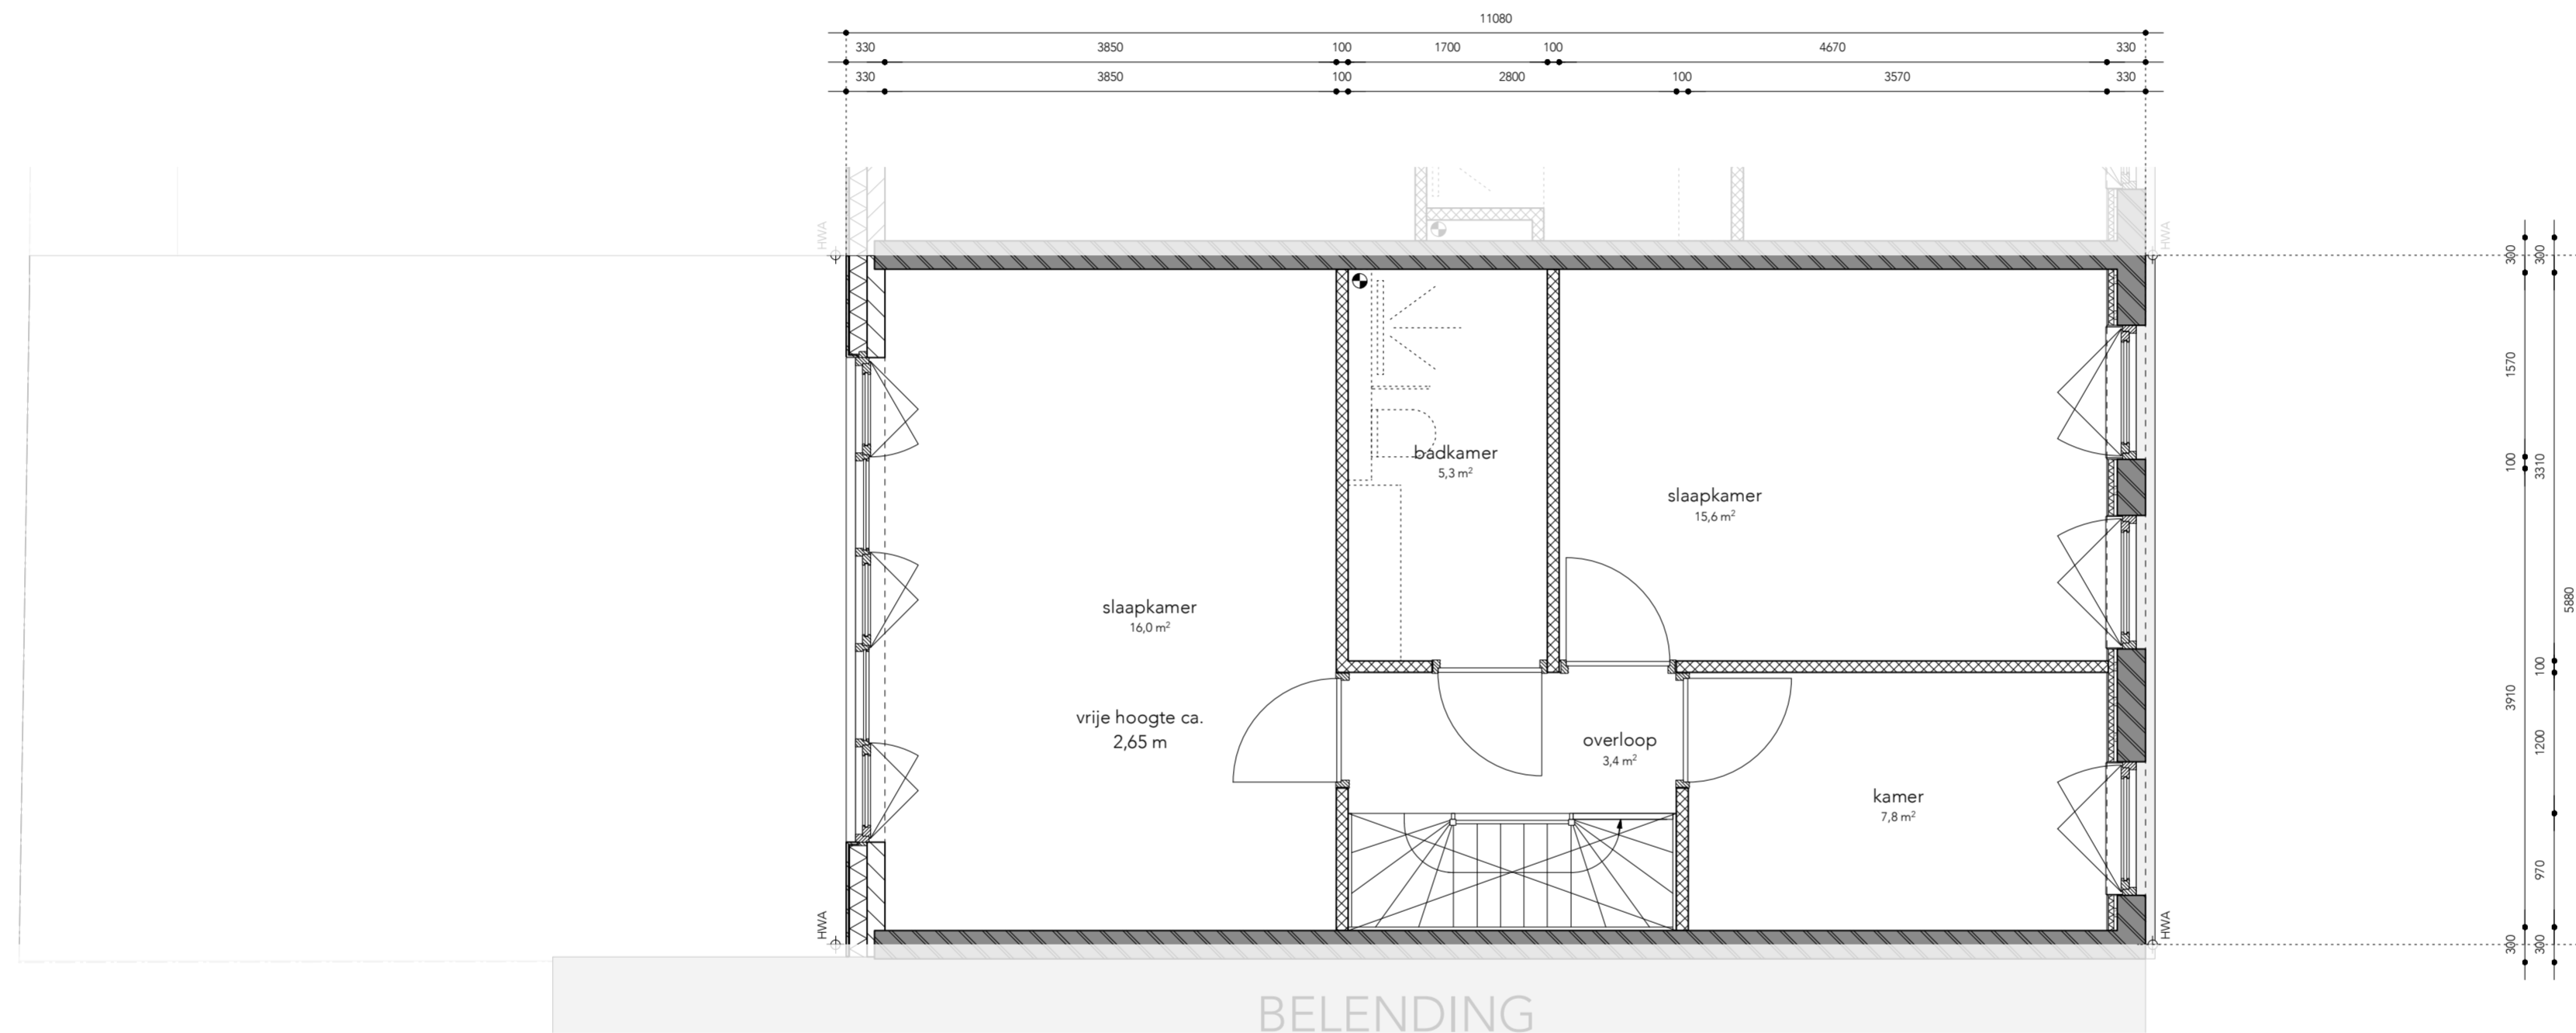 11080
330 3850 100 1700 100 4670 330
330 3850 100 2800 100 3570 330
HWA
HWA
300 300
1570
badkamer
5,3 m²
100 3310
slaapkamer
15,6 m²
5880
slaapkamer
16,0 m²
100
3910
vrije hoogte ca.
2,65 m
overloop
3,4 m²
1200
kamer
7,8 m²
970
HWA
HWA
300 300
BELENDING